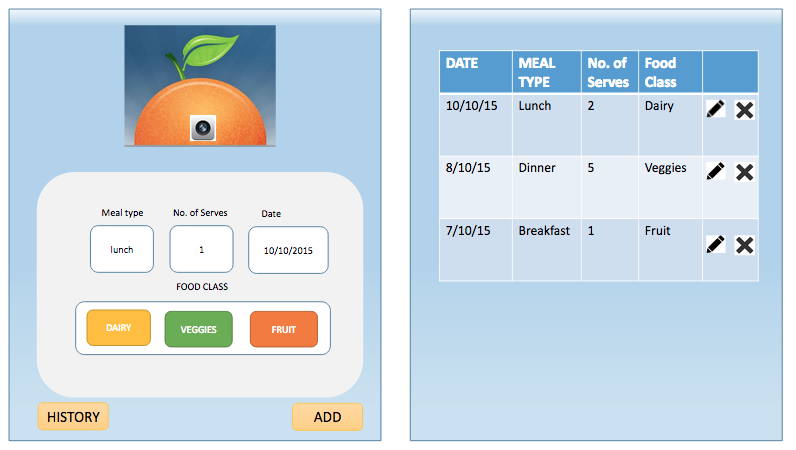 Meal type No. of Serves Date
lunch 1 10/10/2015
FOOD CLASS
DAIRY VEGGIES FRUIT
HISTORY ADD
DATE MEAL TYPE No. of Serves Food Class
10/10/15 Lunch 2 Dairy
8/10/15 Dinner 5 Veggies
7/10/15 Breakfast 1 Fruit